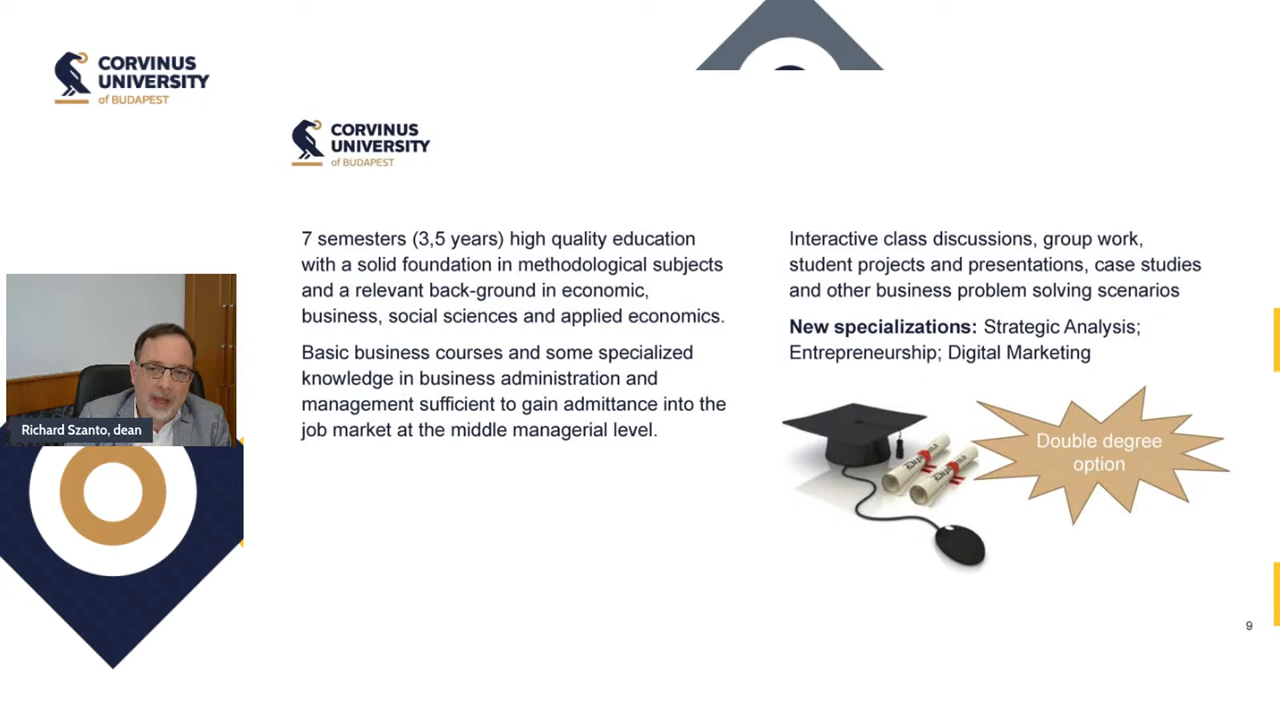 CORVINUS
UNIVERSITY
of BUDAPEST
CORVINUS
UNIVERSITY
of BUDAPEST
7 semesters (3,5 years) high quality education
with a solid foundation in methodological subjects
and a relevant back-ground in economic,
business, social sciences and applied economics.
Basic business courses and some specialized
knowledge in business administration and
management sufficient to gain admittance into the
job market at the middle managerial level.
Interactive class discussions, group work,
student projects and presentations, case studies
and other business problem solving scenarios
New specializations: Strategic Analysis;
Entrepreneurship; Digital Marketing
Diploma
Diploma
Double degree
option
Richard Szanto, dean
9